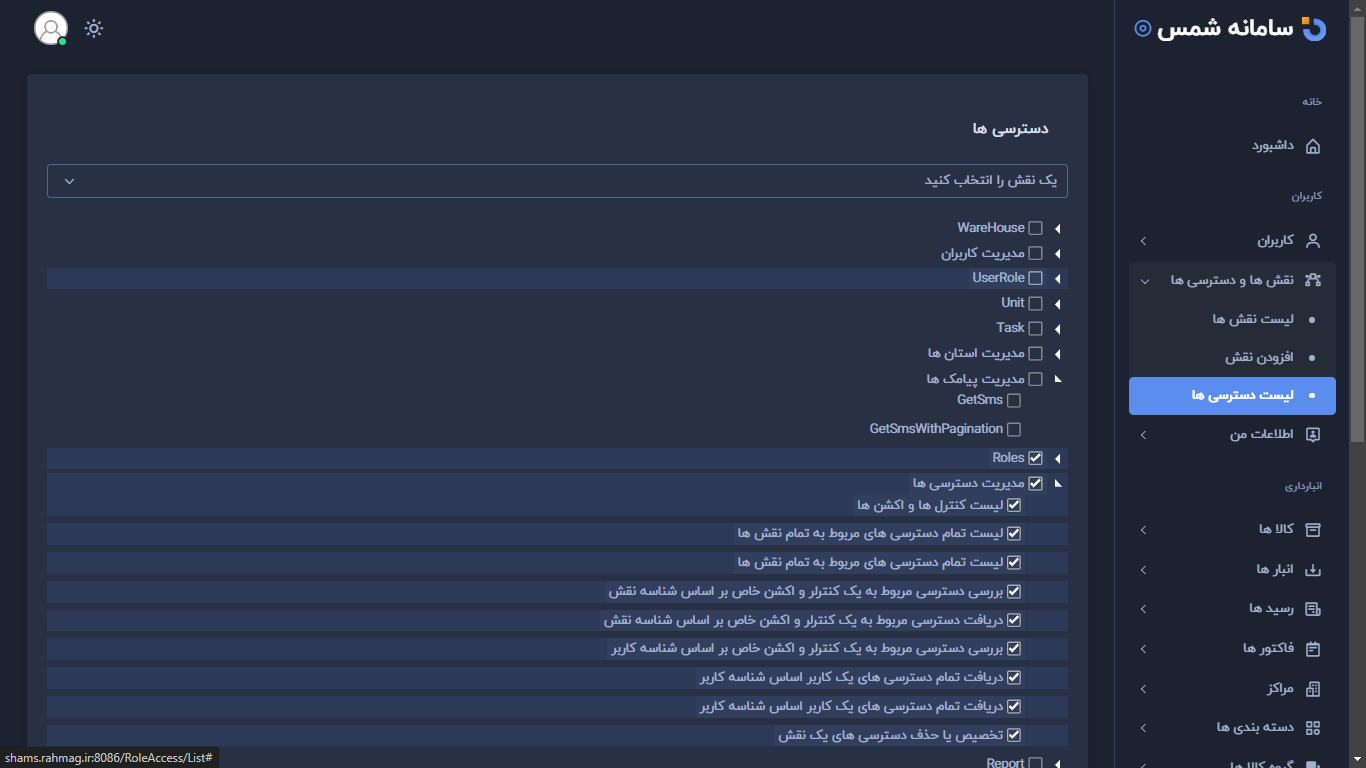 سامانه شمس
خانه
داشبورد
کاربران
کاربران
نقش ها و دسترسی ها
لیست نقش ها
افزودن نقش
لیست دسترسی ها
اطلاعات من
انبارداری
کالا ها
انبار ها
رسید ها
فاکتور ها
مراکز
دسته بندی ها
گروه کالا ها
دسترسی ها
یک نقش را انتخاب کنید
WareHouse
مدیریت کاربران
UserRole
Unit
Task
مدیریت استان ها
مدیریت پیامک ها
GetSms
GetSmsWithPagination
Roles
مدیریت دسترسی ها
لیست کنترل ها و اکشن ها
لیست تمام دسترسی های مربوط به تمام نقش ها
لیست تمام دسترسی های مربوط به تمام نقش ها
بررسی دسترسی مربوط به یک کنترلر و اکشن خاص بر اساس شناسه نقش
دریافت دسترسی مربوط به یک کنترلر و اکشن خاص بر اساس شناسه نقش
بررسی دسترسی مربوط به یک کنترلر و اکشن خاص بر اساس شناسه کاربر
دریافت تمام دسترسی های یک کاربر اساس شناسه کاربر
دریافت تمام دسترسی های یک کاربر اساس شناسه کاربر
تخصیص یا حذف دسترسی های یک نقش
Report
shams.rahmag.ir:8086/RoleAccess/List#